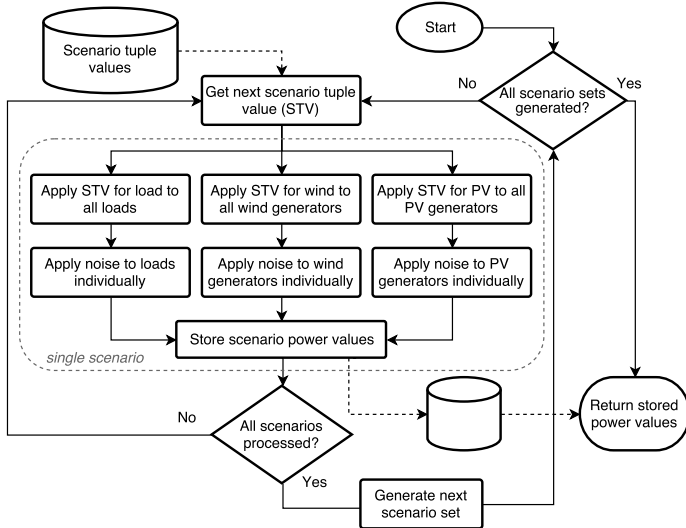 Start
Scenario tuple
values
No
Yes
Get next scenario tuple
value (STV)
All scenario sets
generated?
Apply STV for load to
all loads
Apply STV for wind to
all wind generators
Apply STV for PV to all
PV generators
Apply noise to loads
individually
Apply noise to wind
generators individually
Apply noise to PV
generators individually
Store scenario power values
single scenario
No
All scenarios
processed?
Return stored
power values
Yes
Generate next
scenario set